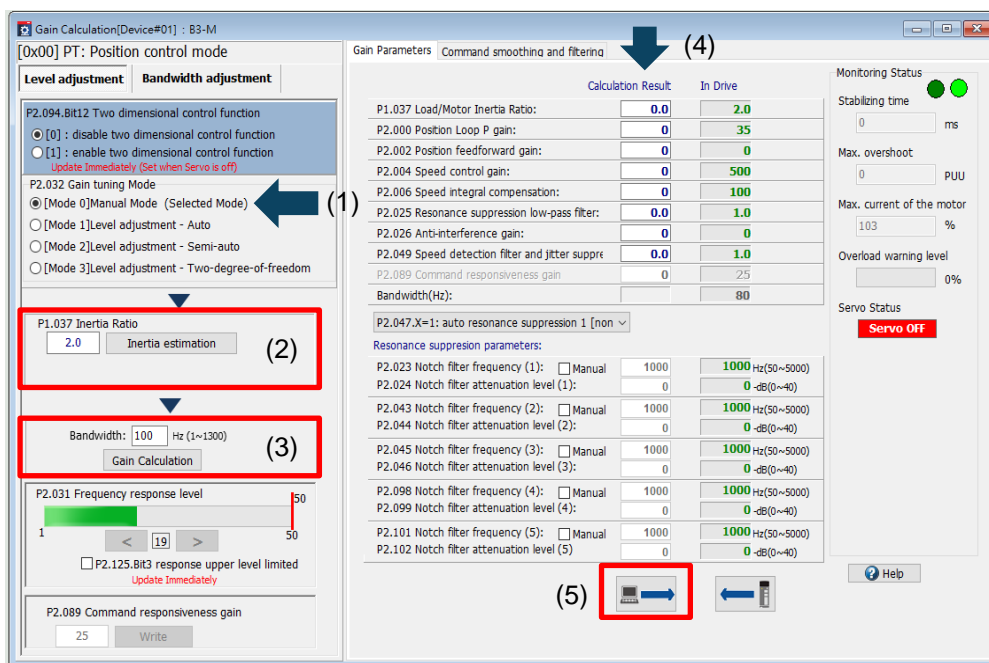 Gain Calculation[Device#01] : B3-M
[0x00] PT: Position control mode
Level adjustment
Bandwidth adjustment
P2.094.Bit12 Two dimensional control function
[0] : disable two dimensional control function
[1] : enable two dimensional control function
Update Immediately (Set when Servo is off)
P2.032 Gain tuning Mode
[Mode 0]Manual Mode (Selected Mode)
(1)
[Mode 1]Level adjustment - Auto
[Mode 2]Level adjustment - Semi-auto
[Mode 3]Level adjustment - Two-degree-of-freedom
P1.037 Inertia Ratio
2.0 Inertia estimation
(2)
Bandwidth: 100 Hz (1~1300)
Gain Calculation
(3)
P2.031 Frequency response level
50
1 50
< 19 >
P2.125.Bit3 response upper level limited
Update Immediately
P2.089 Command responsiveness gain
25 Write
Gain Parameters
Command smoothing and filtering
(4)
Calculation Result In Drive
P1.037 Load/Motor Inertia Ratio: 0.0 2.0
P2.000 Position Loop P gain: 0 35
P2.002 Position feedforward gain: 0 0
P2.004 Speed control gain: 0 500
P2.006 Speed integral compensation: 0 100
P2.025 Resonance suppression low-pass filter: 0.0 1.0
P2.026 Anti-interference gain: 0 0
P2.049 Speed detection filter and jitter suppre 0.0 1.0
P2.089 Command responsiveness gain 0 25
Bandwidth(Hz): 80
P2.047.X=1: auto resonance suppression 1 [non
Resonance suppresion parameters:
P2.023 Notch filter frequency (1): Manual 1000 1000 Hz(50~5000)
P2.024 Notch filter attenuation level (1): 0 0 -dB(0~40)
P2.043 Notch filter frequency (2): Manual 1000 1000 Hz(50~5000)
P2.044 Notch filter attenuation level (2): 0 0 -dB(0~40)
P2.045 Notch filter frequency (3): Manual 1000 1000 Hz(50~5000)
P2.046 Notch filter attenuation level (3): 0 0 -dB(0~40)
P2.098 Notch filter frequency (4): Manual 1000 1000 Hz(50~5000)
P2.099 Notch filter attenuation level (4): 0 0 -dB(0~40)
P2.101 Notch filter frequency (5): Manual 1000 1000 Hz(50~5000)
P2.102 Notch filter attenuation level (5) 0 0 -dB(0~40)
(5)
Monitoring Status
Stabilizing time
0 ms
Max. overshoot
0 PUU
Max. current of the motor
103 %
Overload warning level
0%
Servo Status
Servo OFF
Help